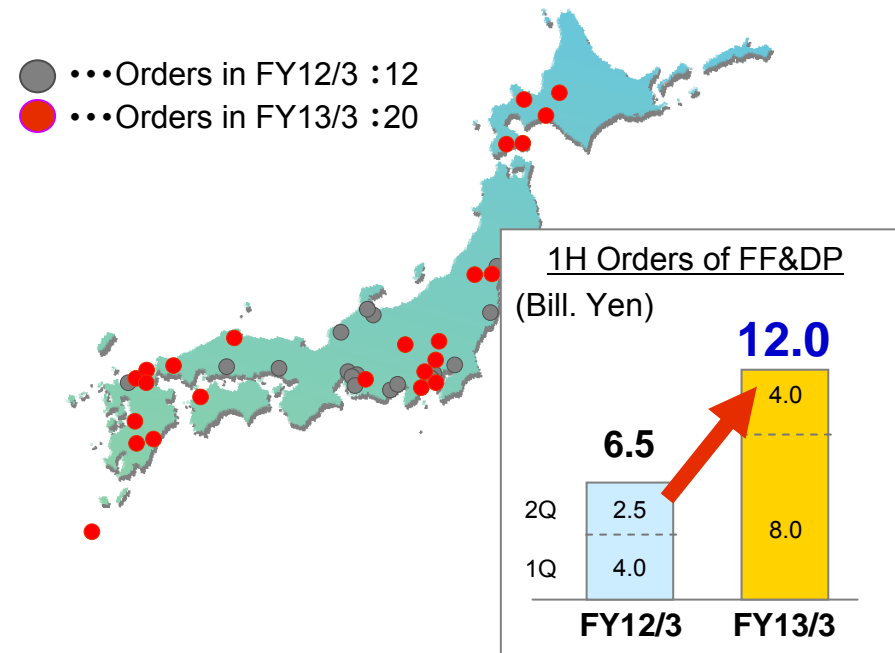 •••Orders in FY12/3：12
•••Orders in FY13/3：20
1H Orders of FF&DP
(Bill. Yen)
12.0
4.0
6.5
2Q 2.5
8.0
1Q 4.0
FY12/3 FY13/3